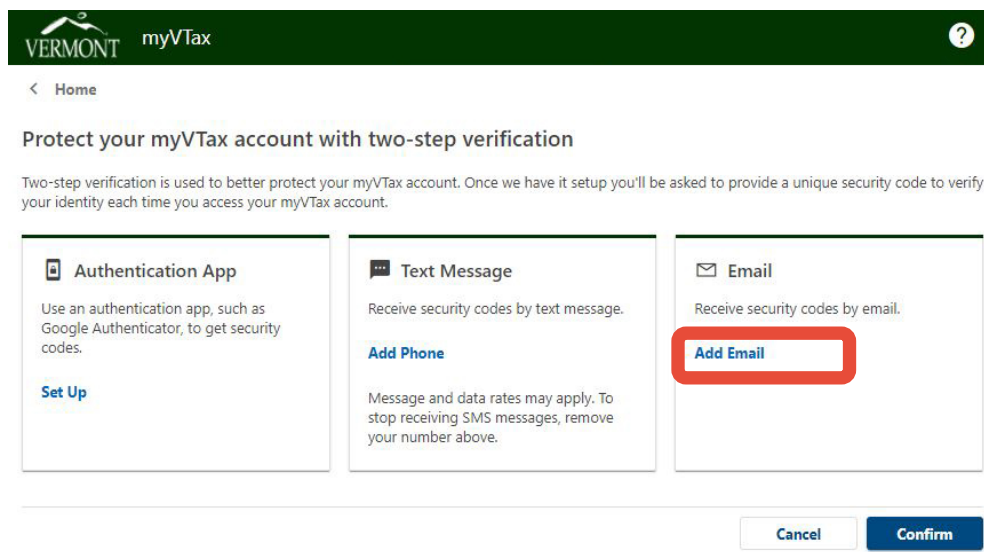 VERMONT myVTax ?
< Home
Protect your myVTax account with two-step verification
Two-step verification is used to better protect your myVTax account. Once we have it setup you'll be asked to provide a unique security code to verify
your identity each time you access your myVTax account.
Authentication App
Use an authentication app, such as
Google Authenticator, to get security
codes.
Set Up
Text Message
Receive security codes by text message.
Add Phone
Message and data rates may apply. To
stop receiving SMS messages, remove
your number above.
Email
Receive security codes by email.
Add Email
Cancel
Confirm